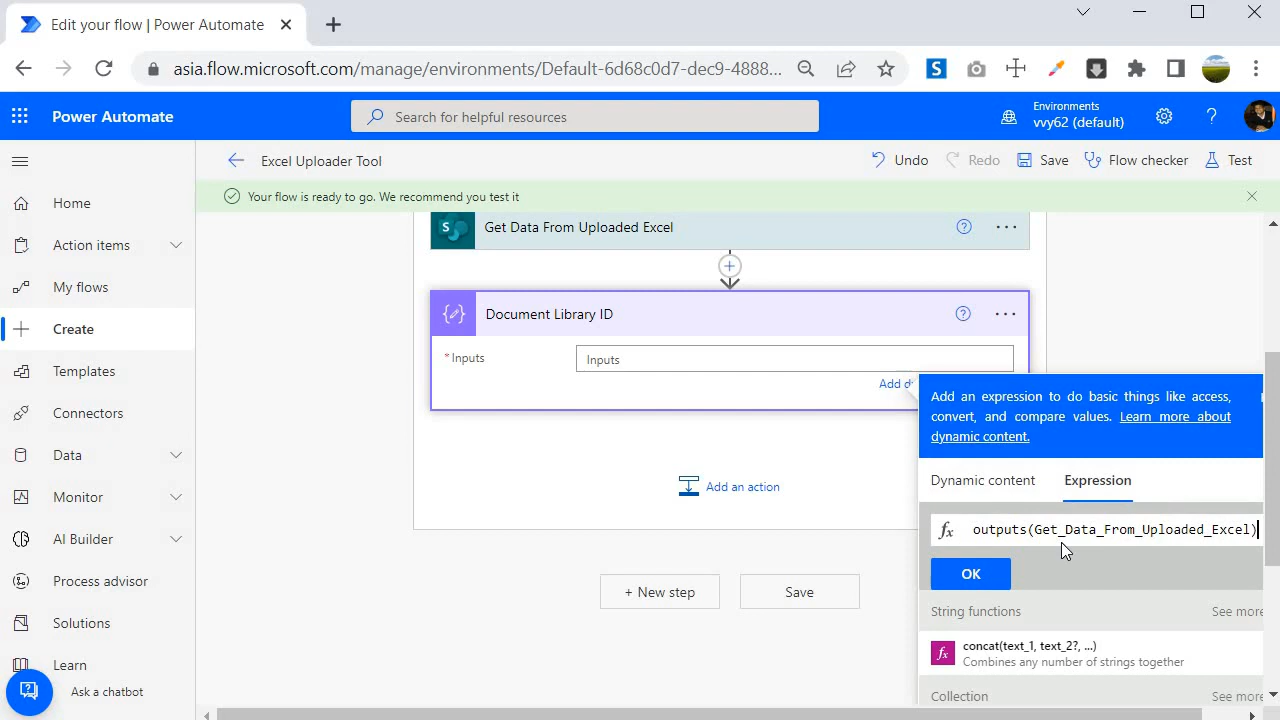 Edit your flow | Power Automate
asia.flow.microsoft.com/manage/environments/Default-6d68c0d7-dec9-4888...
Power Automate
Search for helpful resources
Environments
vvy62 (default)
Excel Uploader Tool
Undo
Redo
Save
Flow checker
Test
Your flow is ready to go. We recommend you test it
Home
Action items
My flows
Create
Templates
Connectors
Data
Monitor
AI Builder
Process advisor
Solutions
Learn
Ask a chatbot
Get Data From Uploaded Excel
Document Library ID
* Inputs
Inputs
Add d
Add an action
+ New step
Save
Add an expression to do basic things like access,
convert, and compare values. Learn more about
dynamic content.
Dynamic content
Expression
fx outputs(Get_Data_From_Uploaded_Excel)
OK
String functions
See more
fx concat(text_1, text_2?, ...)
Combines any number of strings together
Collection
See more